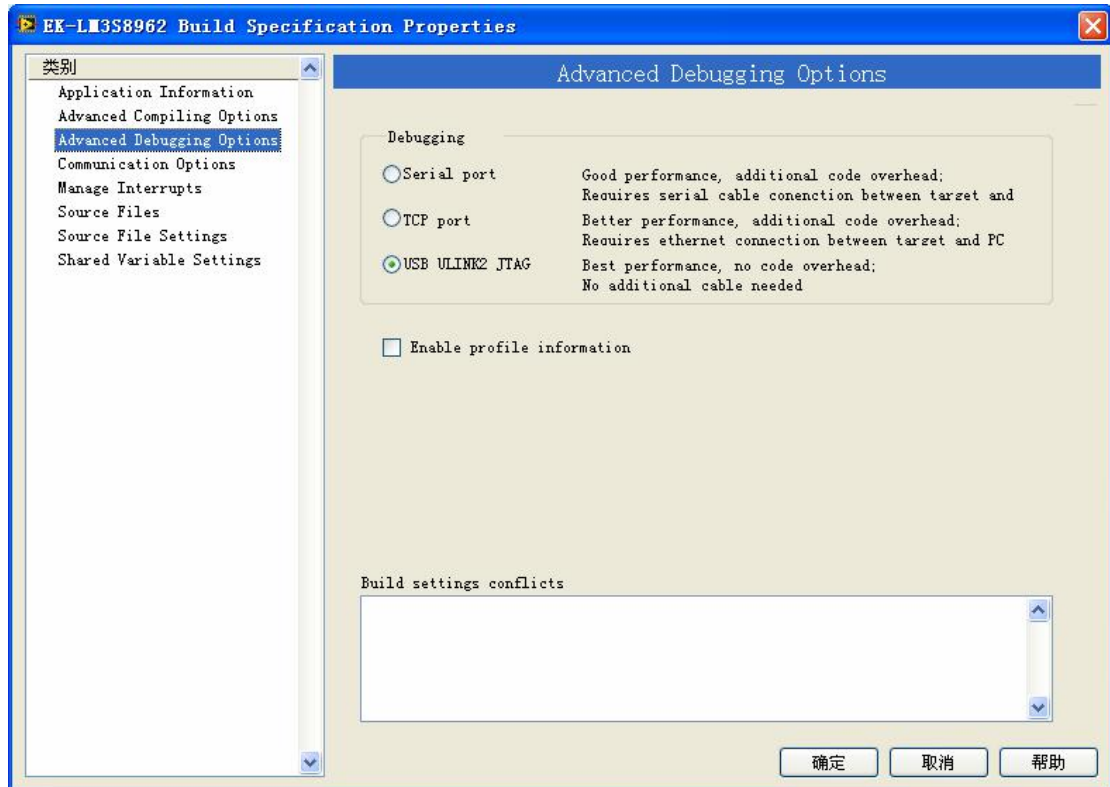 EK-LM3S8962 Build Specification Properties
类别
Application Information
Advanced Compiling Options
Advanced Debugging Options
Communication Options
Manage Interrupts
Source Files
Source File Settings
Shared Variable Settings
Advanced Debugging Options
Debugging
Serial port
Good performance, additional code overhead;
Requires serial cable conenction between target and
TCP port
Better performance, additional code overhead;
Requires ethernet connection between target and PC
USB ULINK2 JTAG
Best performance, no code overhead;
No additional cable needed
Enable profile information
Build settings conflicts
确定
取消
帮助